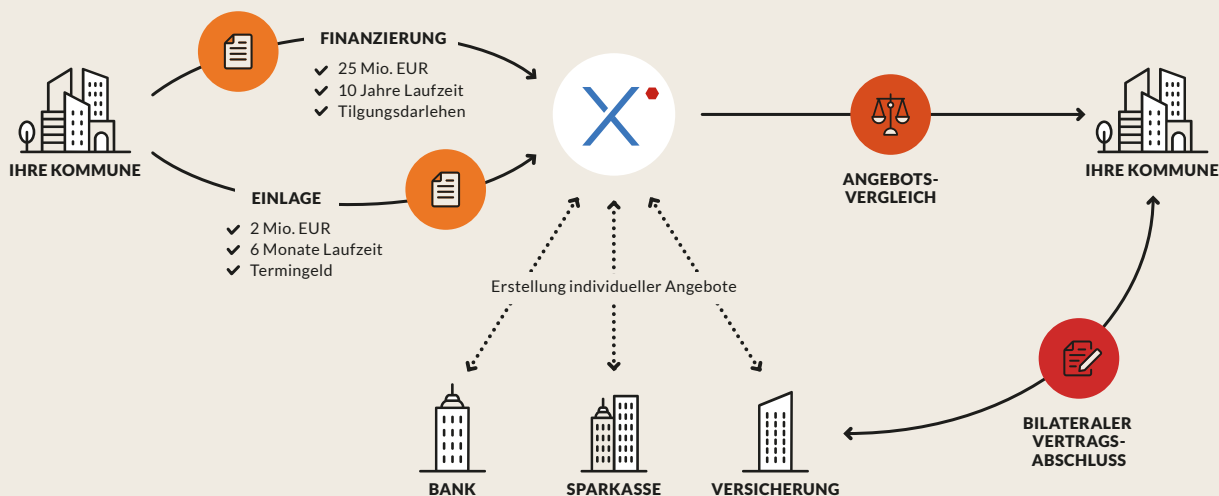 FINANZIERUNG
25 Mio. EUR
10 Jahre Laufzeit
Tilgungsdarlehen
IHRE KOMMUNE
EINLAGE
2 Mio. EUR
6 Monate Laufzeit
Termingeld
X
ANGEBOTS-
VERGLEICH
IHRE KOMMUNE
Erstellung individueller Angebote
BILATERALER
VERTRAGS-
ABSCHLUSS
BANK
SPARKASSE
VERSICHERUNG